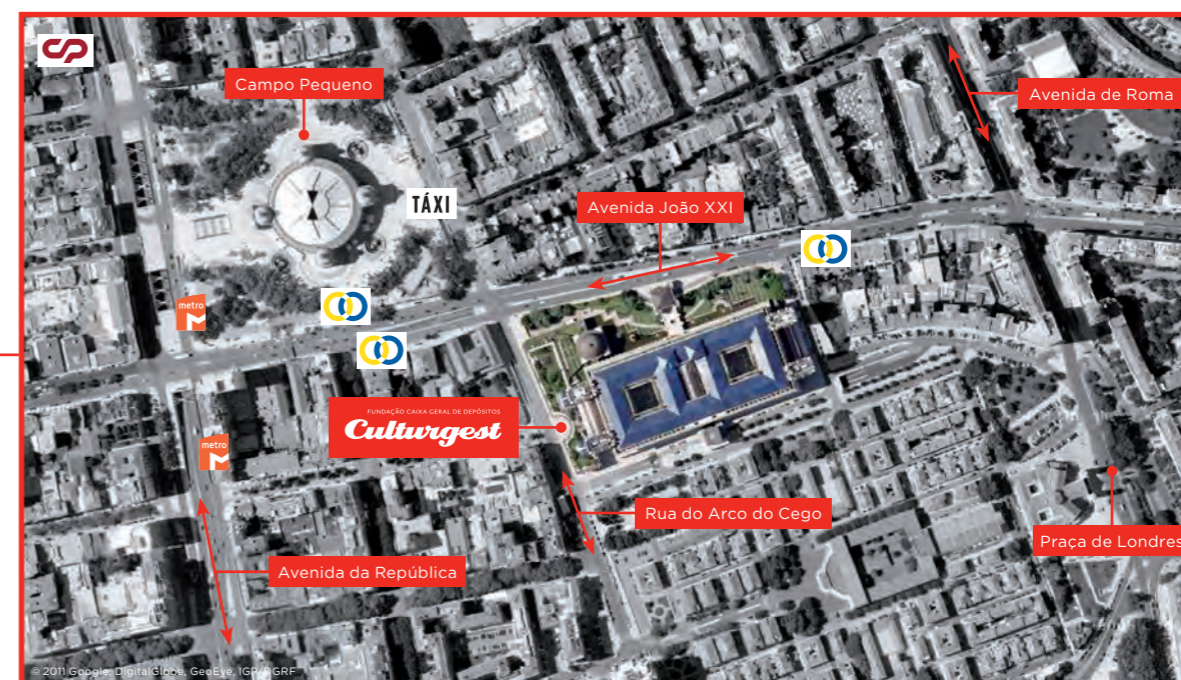 CP
Campo Pequeno
Avenida de Roma
TÁXI
Avenida João XXI
metro
FUNDAÇÃO CAIXA GERAL DE DEPÓSITOS
Culturgest
metro
Rua do Arco do Cego
Praça de Londres
Avenida da República
© 2011 Google, DigitalGlobe, GeoEye, IGP/DGRF